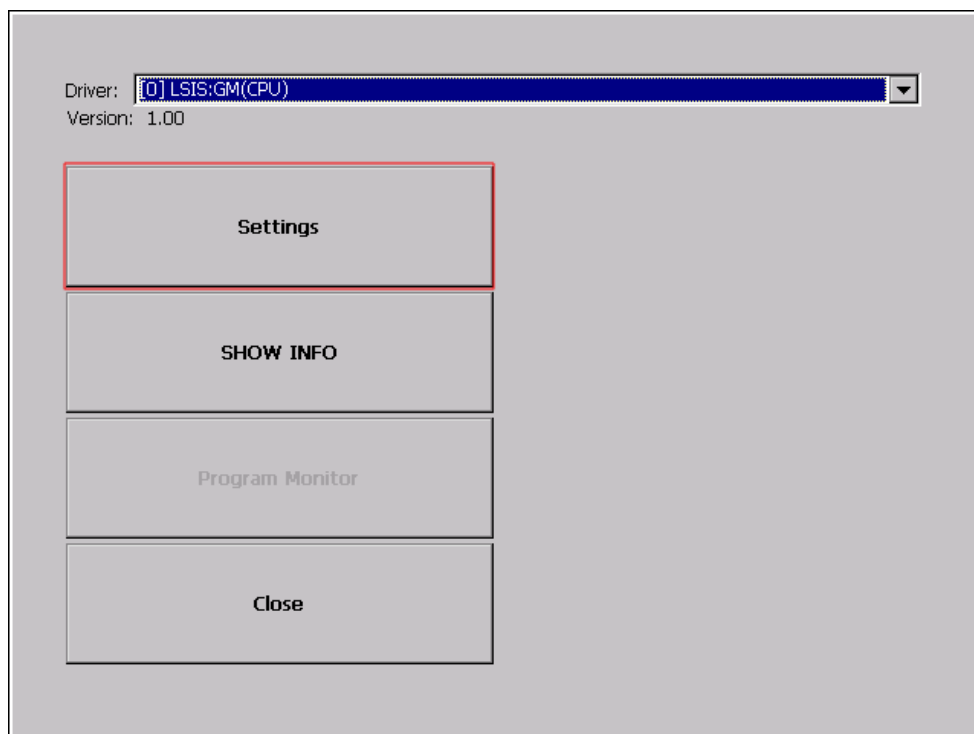 Driver: [0] LSIS:GM(CPU)
Version: 1.00
Settings
SHOW INFO
Program Monitor
Close